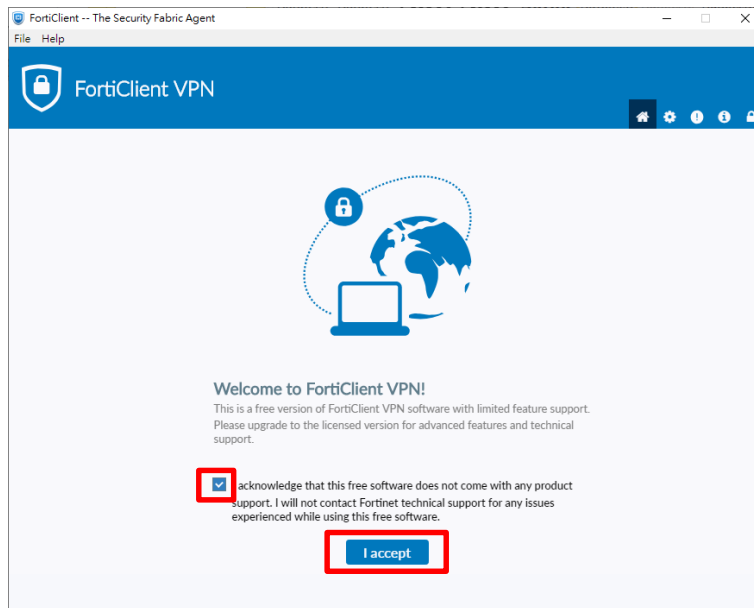 FortiClient -- The Security Fabric Agent
File Help
FortiClient VPN
Welcome to FortiClient VPN!
This is a free version of FortiClient VPN software with limited feature support.
Please upgrade to the licensed version for advanced features and technical
support.
acknowledge that this free software does not come with any product
support. I will not contact Fortinet technical support for any issues
experienced while using this free software.
I accept